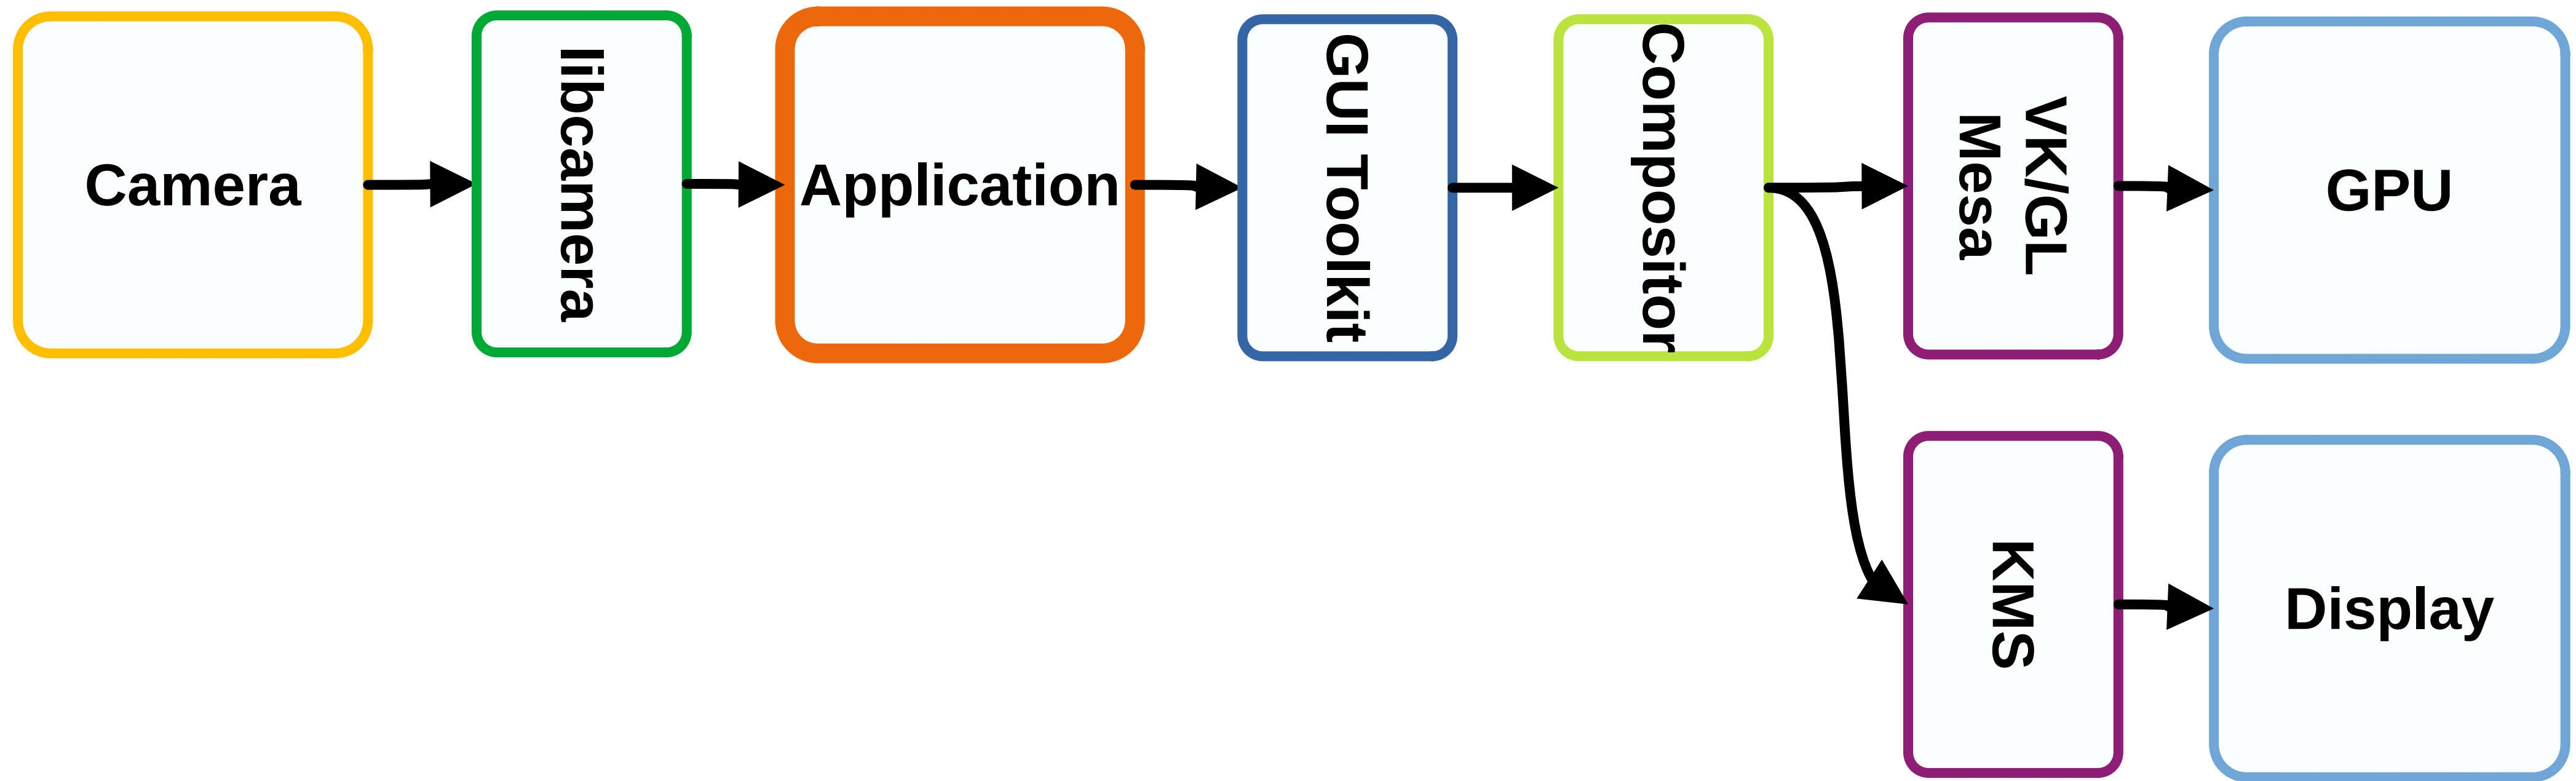 Camera
libcamera
Application
GUI Toolkit
Compositor
VK/GL
Mesa
GPU
KMS
Display